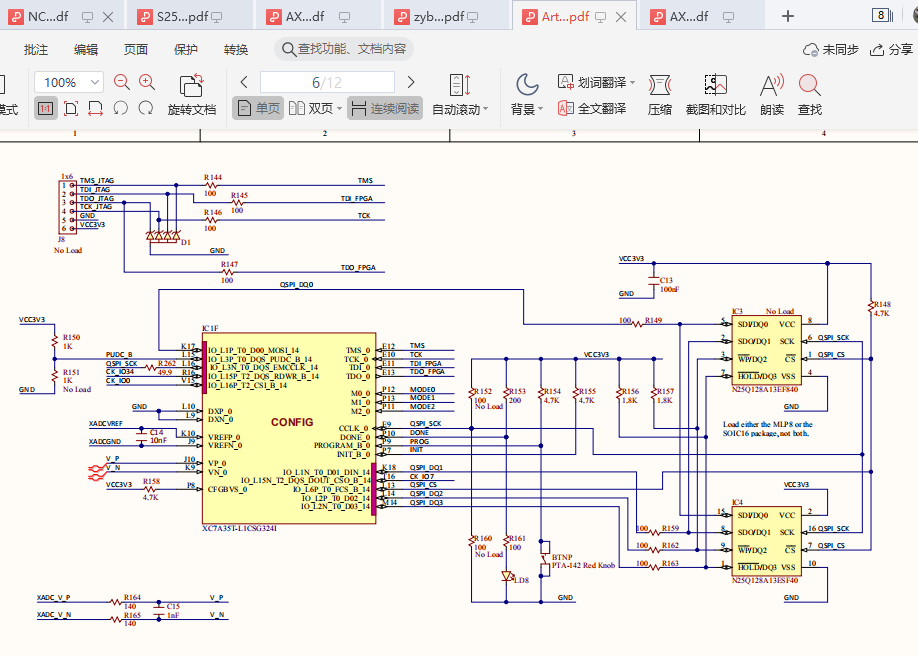 NC...df
S25...pdf
AX...df
zyb...pdf
Art...pdf
AX...df
8
批注 编辑 页面 保护 转换 查找功能、文档内容 未同步 分享
100% 6/12 划词翻译
模式 1:1 旋转文档 单页 双页 连续阅读 自动滚动 背景 全文翻译 压缩 截图和对比 朗读 查找
1 2 3 4
1x6
1 TMS_JTAG R144 100 TMS
2 TDI_JTAG R145 100 TDI_FPGA
3 TDO_JTAG
4 TCK_JTAG R146 100 TCK
5 GND
6 VCC3V3
J8
No Load
D1
GND
R147 100 TDO_FPGA
QSPI_DQ0
VCC3V3
R150
1K
R151
1K
No Load
GND
IC1F
K17 IO_L1P_T0_D00_MOSI_14
PUDC_B L15 IO_L3P_T0_DQS_PUDC_B_14
QSPI_SCK R262 49.9 L16 IO_L3N_T0_DQS_EMCCLK_14
CK_IO34 R16 IO_L15P_T2_DQS_RDWR_B_14
CK_IO0 V15 IO_L16P_T2_CSI_B_14
GND L10 DXP_0
L9 DXN_0
XADCVREF K10 VREFP_0
C14
10nF
XADCGND J9 VREFN_0
V_P J10 VP_0
V_N K9 VN_0
VCC3V3 R158 4.7K P8 CFGBVS_0
CONFIG
TMS_0 E12 TMS
TCK_0 E10 TCK
TDI_0 E11 TDI_FPGA
TDO_0 E13 TDO_FPGA
M0_0 P12 MODE0
M1_0 P13 MODE1
M2_0 P11 MODE2
CCLK_0 E9 QSPI_SCK
DONE_0 P10 DONE
PROGRAM_B_0 P9 PROG
INIT_B_0 P7 INIT
IO_L1N_T0_D01_DIN_14 K18 QSPI_DQ1
IO_L15N_T2_DQS_DOUT_CSO_B_14 T16 CK_IO7
IO_L6P_T0_FCS_B_14 L13 QSPI_CS
IO_L2P_T0_D02_14 L14 QSPI_DQ2
IO_L2N_T0_D03_14 M14 QSPI_DQ3
XC7A35T-L1CSG324I
VCC3V3
R152
100
No Load
R153
200
R154
4.7K
R155
4.7K
R156
1.8K
R157
1.8K
R160
100
No Load
R161
100
LD8
BTNP
PTA-142 Red Knob
GND
VCC3V3
C13
100nF
GND
R148
4.7K
100 R149
IC3 No Load
5 SDI/DQ0 VCC 8
2 SDO/DQ1 SCK 6 QSPI_SCK
3 WP/DQ2 CS 1 QSPI_CS
7 HOLD/DQ3 VSS 4
N25Q128A13EF840
GND
Load either the MLP8 or the
SOIC16 package, not both.
VCC3V3
IC4
15 SDI/DQ0 VCC 2
100 R159 8 SDO/DQ1 SCK 16 QSPI_SCK
100 R162 9 WP/DQ2 CS 7 QSPI_CS
100 R163 1 HOLD/DQ3 VSS 10
N25Q128A13ESF40
GND
XADC_V_P R164 140 V_P
C15
1nF
XADC_V_N R165 140 V_N